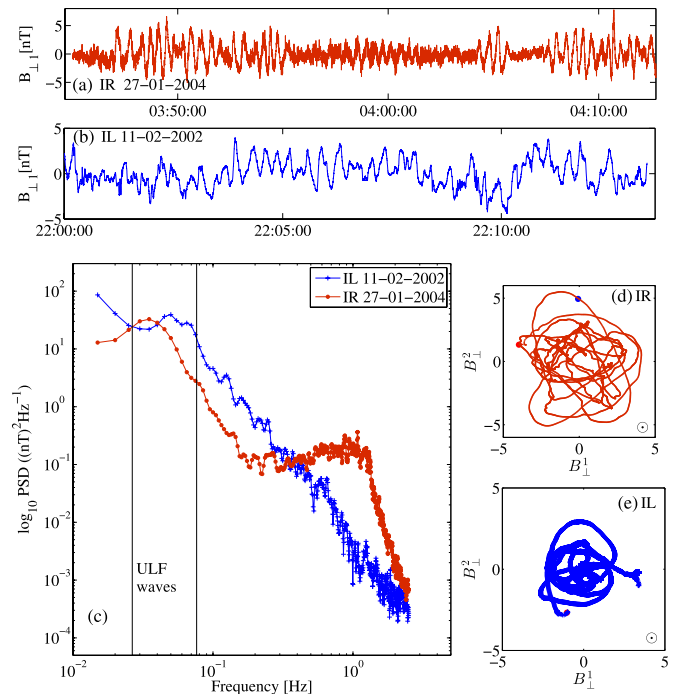 B⊥1[nT]
5
0
−5
(a) IR 27−01−2004
03:50:00
04:00:00
04:10:00
B⊥1[nT]
5
0
−5
(b) IL 11−02−2002
22:00:00
22:05:00
22:10:00
log10 PSD ((nT)²Hz⁻¹)
10²
10¹
10⁰
10⁻¹
10⁻²
10⁻³
10⁻⁴
IL 11−02−2002
IR 27−01−2004
ULF
waves
(c)
10⁻²
10⁻¹
10⁰
Frequency [Hz]
(d) IR
B⊥²
5
0
−5
−5
0
5
B⊥¹
(e) IL
B⊥²
5
0
−5
−5
0
5
B⊥¹